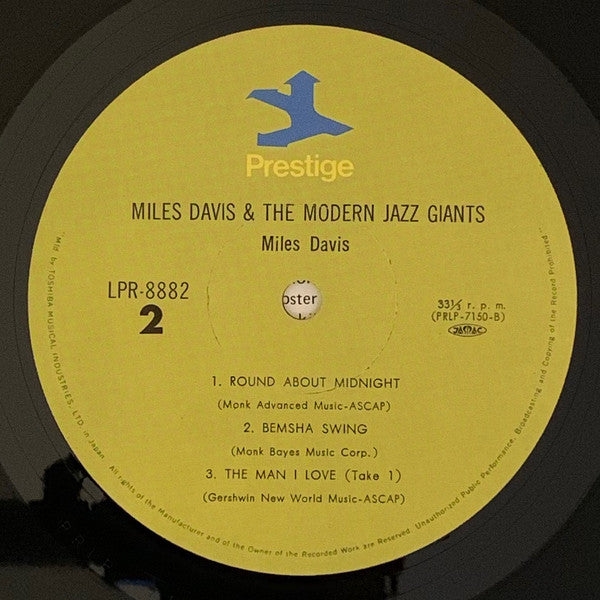 Prestige
MILES DAVIS & THE MODERN JAZZ GIANTS
Miles Davis
LPR-8882
2
oster
33⅓ r. p. m.
(PRLP-7150-B)
JASRAC
1. ROUND ABOUT MIDNIGHT
(Monk Advanced Music-ASCAP)
2. BEMSHA SWING
(Monk Bayes Music Corp.)
3. THE MAN I LOVE (Take 1)
(Gershwin New World Music-ASCAP)
"Mfd by TOSHIBA MUSICAL INDUSTRIES, LTD. in Japan. All rights of the Manufacturer and of the Owner of the Recorded Work are Reserved. Unauthorized Public Performance, Broadcasting and Copying of the Record Prohibited"